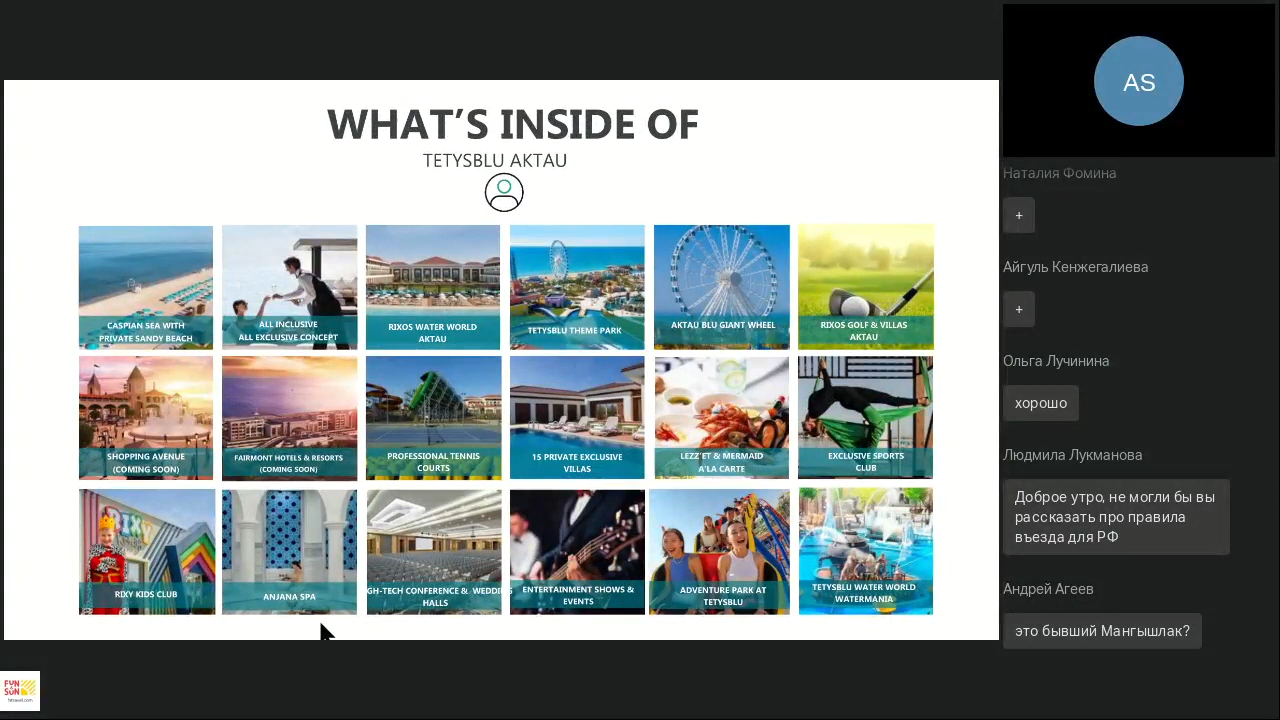 WHAT'S INSIDE OF
TETYSBLU AKTAU
CASPIAN SEA WITH
PRIVATE SANDY BEACH
ALL INCLUSIVE
ALL EXCLUSIVE CONCEPT
RIXOS WATER WORLD
AKTAU
TETYSBLU THEME PARK
AKTAU BLU GIANT WHEEL
RIXOS GOLF & VILLAS
AKTAU
SHOPPING AVENUE
(COMING SOON)
FAIRMONT HOTELS & RESORTS
(COMING SOON)
PROFESSIONAL TENNIS
COURTS
15 PRIVATE EXCLUSIVE
VILLAS
LEZZ'ET & MERMAID
A'LA CARTE
EXCLUSIVE SPORTS
CLUB
RIXY
RIXY KIDS CLUB
ANJANA SPA
GH-TECH CONFERENCE & WEDDING
HALLS
ENTERTAINMENT SHOWS &
EVENTS
ADVENTURE PARK AT
TETYSBLU
TETYSBLU WATER WORLD
WATERMANIA
AS
Наталия Фомина
+
Айгуль Кенжегалиева
+
Ольга Лучинина
хорошо
Людмила Лукманова
Доброе утро, не могли бы вы
рассказать про правила
въезда для РФ
Андрей Агеев
это бывший Мангышлак?
FUN
&SUN